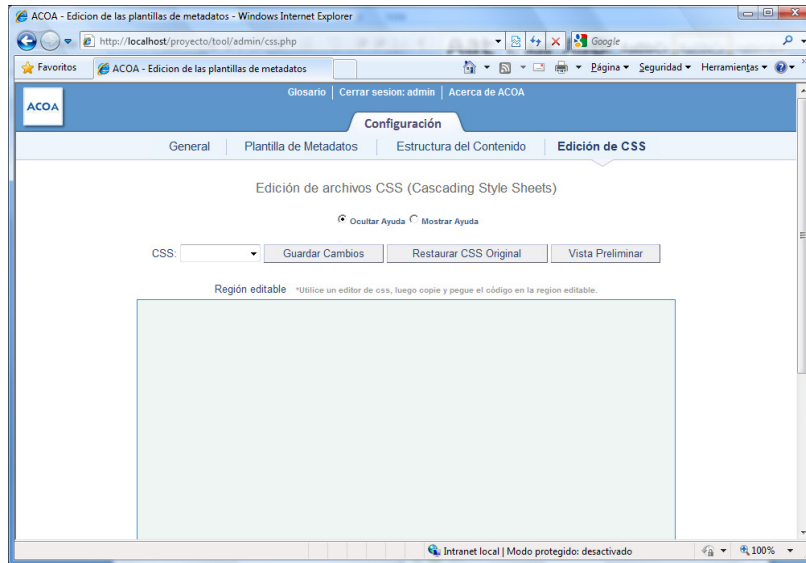 ACOA - Edicion de las plantillas de metadatos - Windows Internet Explorer
http://localhost/proyecto/tool/admin/css.php
Google
Favoritos ACOA - Edicion de las plantillas de metadatos Página Seguridad Herramientas
ACOA
Glosario | Cerrar sesion: admin | Acerca de ACOA
Configuración
General | Plantilla de Metadatos | Estructura del Contenido | Edición de CSS
Edición de archivos CSS (Cascading Style Sheets)
Ocultar Ayuda Mostrar Ayuda
CSS: Guardar Cambios Restaurar CSS Original Vista Preliminar
Región editable *Utilice un editor de css, luego copie y pegue el código en la region editable.
Intranet local | Modo protegido: desactivado 100%